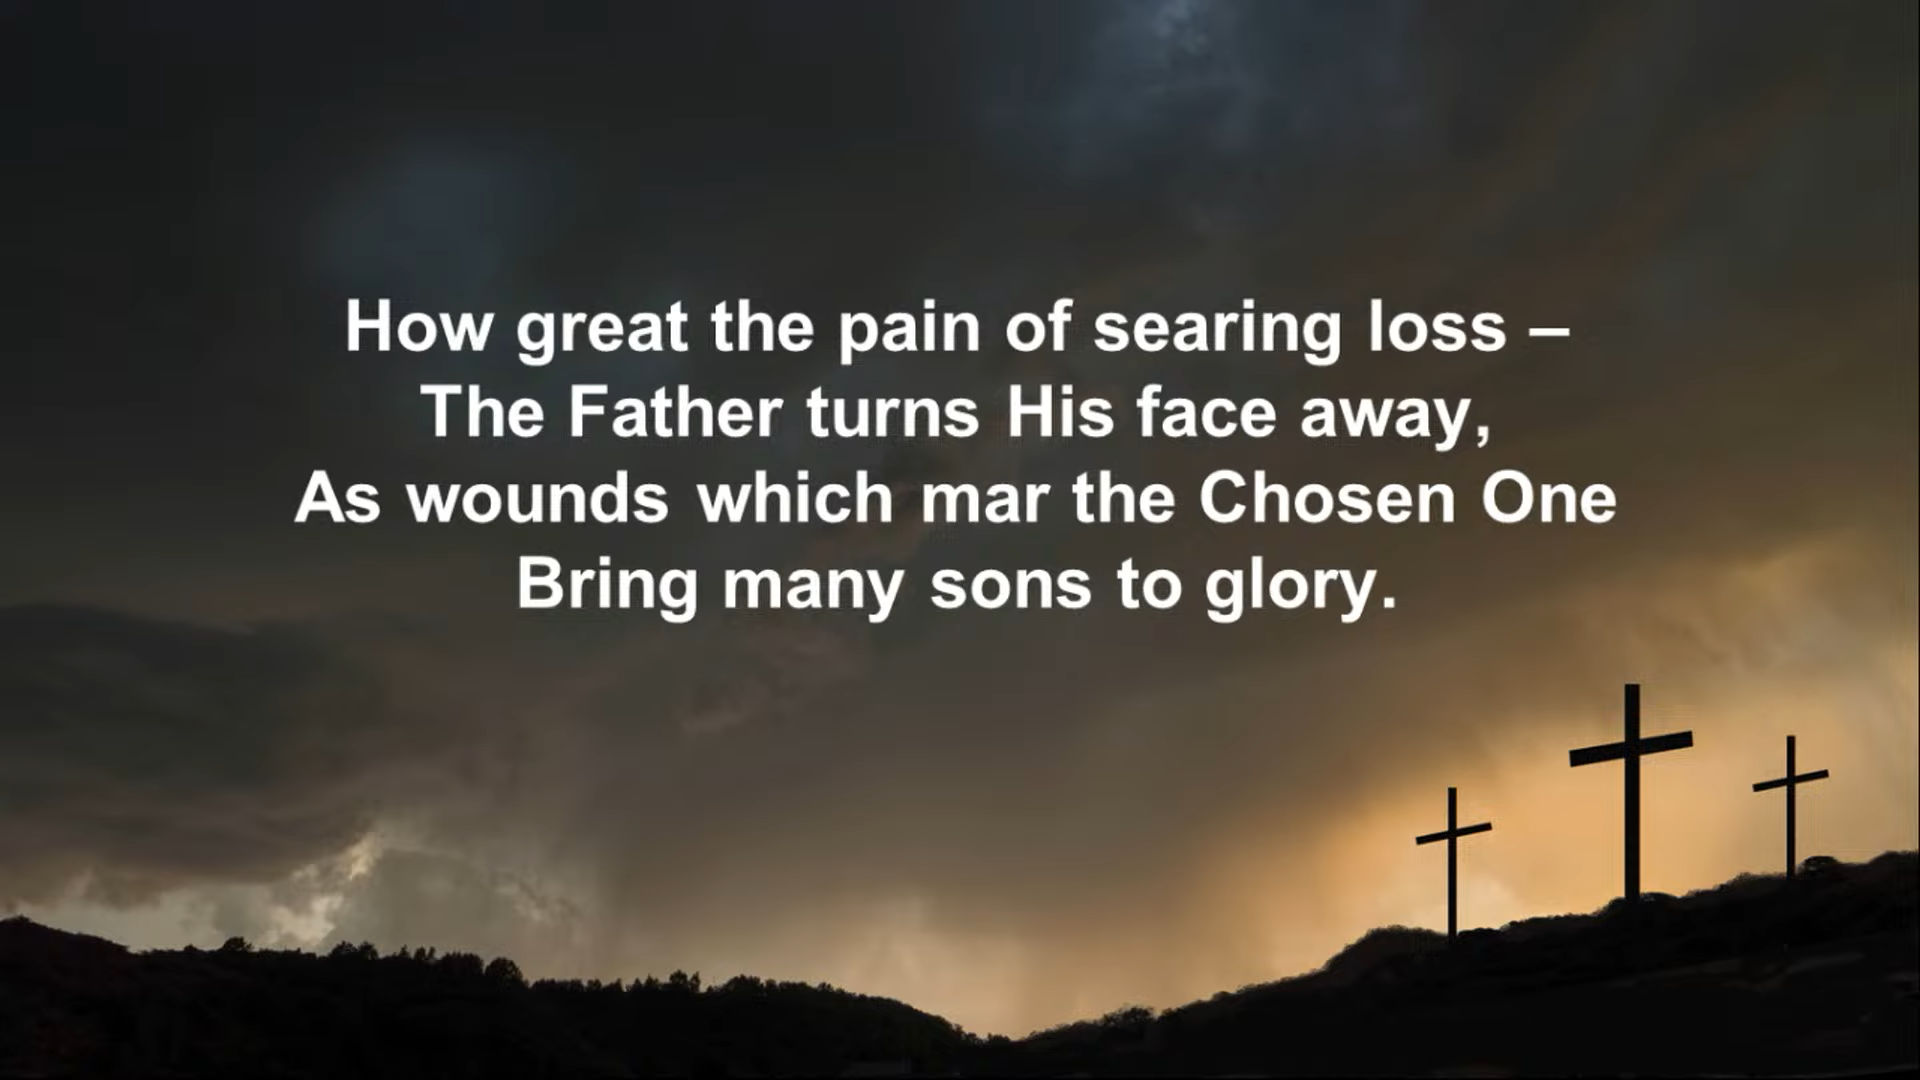 How great the pain of searing loss –
The Father turns His face away,
As wounds which mar the Chosen One
Bring many sons to glory.